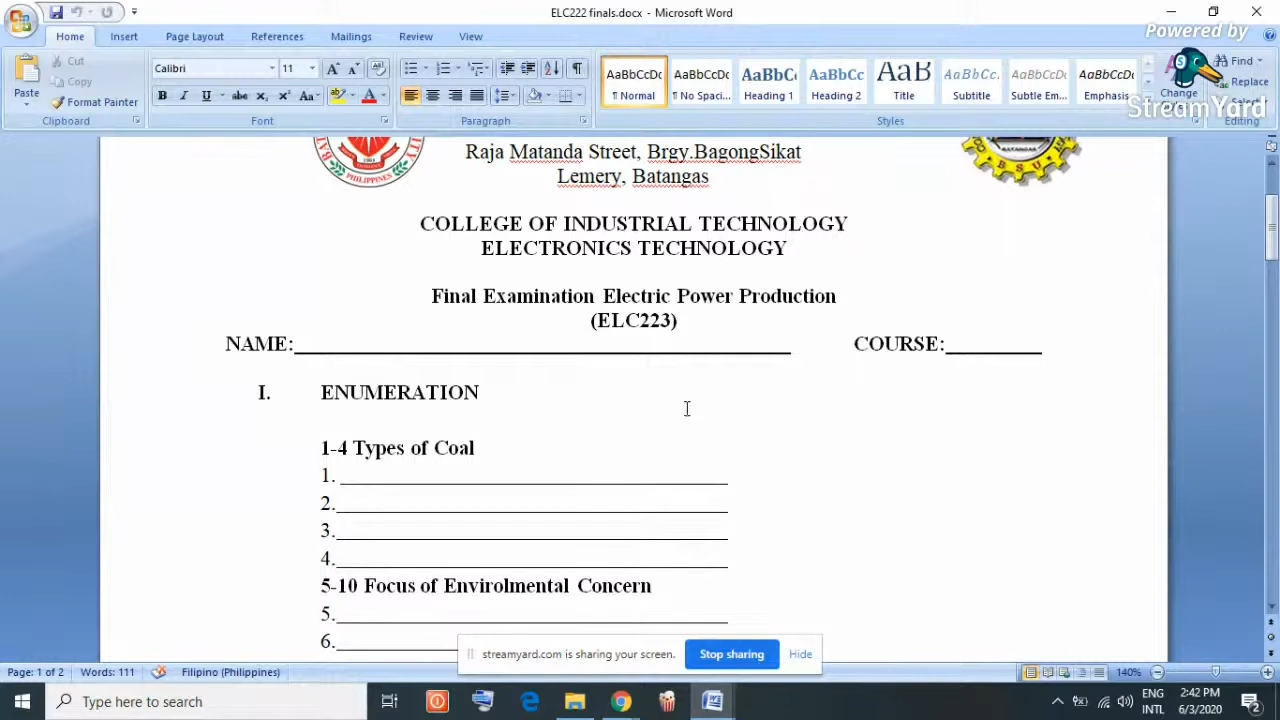 ELC222 finals.docx - Microsoft Word
Powered by
StreamYard
Home Insert Page Layout References Mailings Review View
Paste
Cut
Copy
Format Painter
Clipboard
Calibri 11
Font
Paragraph
AaBbCcDc AaBbCcDc AaBbC AaBbCc AaB AaBbCc. AaBbCcDc AaBbCcDc
¶ Normal ¶ No Spaci... Heading 1 Heading 2 Title Subtitle Subtle Em... Emphasis
Styles
Change
Find
Replace
Editing
Raja Matanda Street, Brgy.BagongSikat
Lemery, Batangas
PHILIPPINES
COLLEGE OF INDUSTRIAL TECHNOLOGY
ELECTRONICS TECHNOLOGY
Final Examination Electric Power Production
(ELC223)
NAME: COURSE:
I. ENUMERATION
1-4 Types of Coal
1.
2.
3.
4.
5-10 Focus of Envirolmental Concern
5.
6.
streamyard.com is sharing your screen. Stop sharing Hide
Page: 1 of 2 Words: 111 Filipino (Philippines) 140%
Type here to search
ENG
INTL
2:42 PM
6/3/2020
2